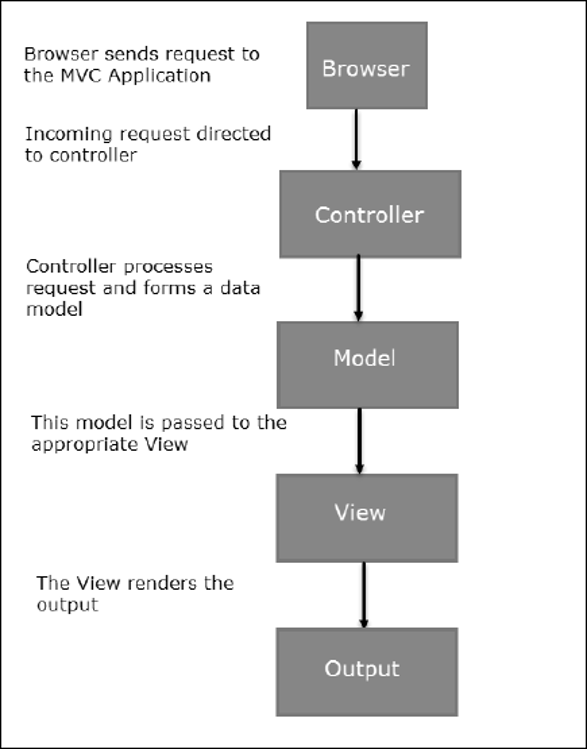 Browser sends request to
the MVC Application
Browser
Incoming request directed
to controller
Controller
Controller processes
request and forms a data
model
Model
This model is passed to the
appropriate View
View
The View renders the
output
Output